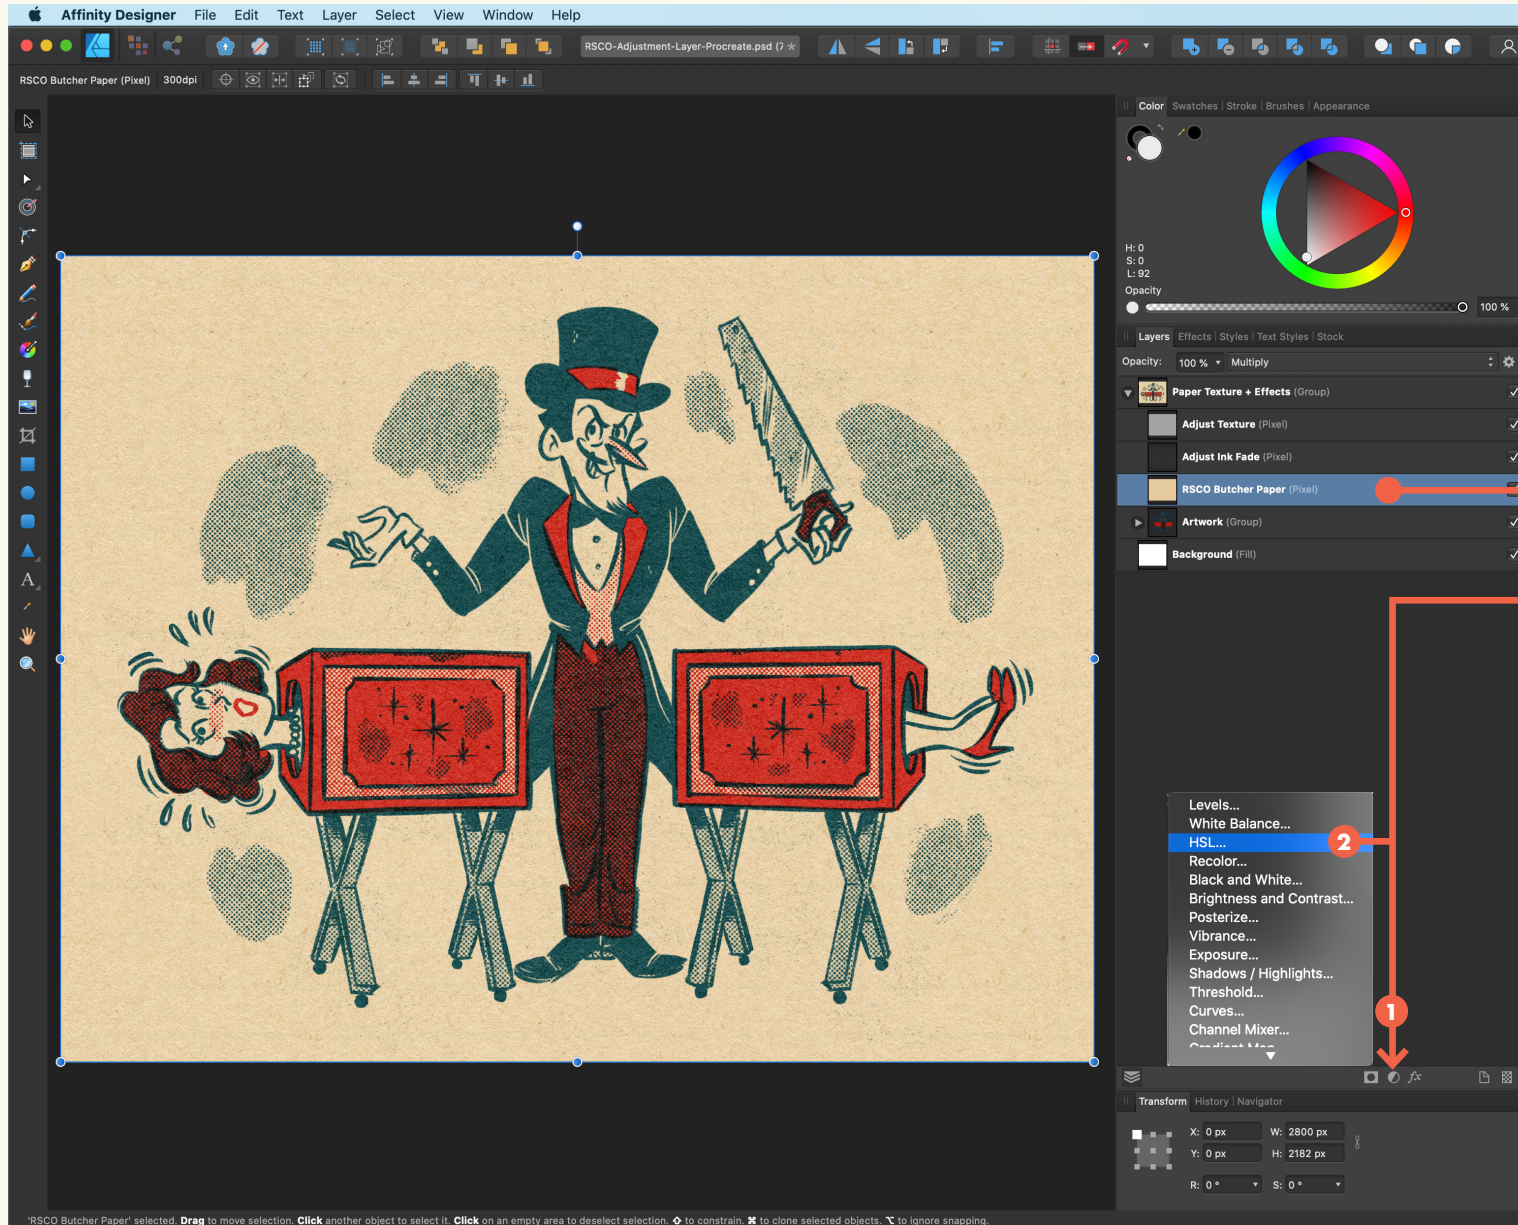 Affinity Designer File Edit Text Layer Select View Window Help
RSCO-Adjustment-Layer-Procreate.psd (7 *
RSCO Butcher Paper (Pixel) 300dpi
Color Swatches Stroke Brushes Appearance
H: 0
S: 0
L: 92
Opacity
100 %
Layers Effects Styles Text Styles Stock
Opacity: 100 % Multiply
Paper Texture + Effects (Group)
Adjust Texture (Pixel)
Adjust Ink Fade (Pixel)
RSCO Butcher Paper (Pixel)
Artwork (Group)
Background (Fill)
Levels...
White Balance...
HSL... 2
Recolor...
Black and White...
Brightness and Contrast...
Posterize...
Vibrance...
Exposure...
Shadows / Highlights...
Threshold...
Curves...
1
Channel Mixer...
fx
Transform History Navigator
X: 0 px W: 2800 px
Y: 0 px H: 2182 px
R: 0 ° S: 0 °
'RSCO Butcher Paper' selected. Drag to move selection. Click another object to select it. Click on an empty area to deselect selection. ⇧ to constrain. ⌘ to clone selected objects. ⌥ to ignore snapping.